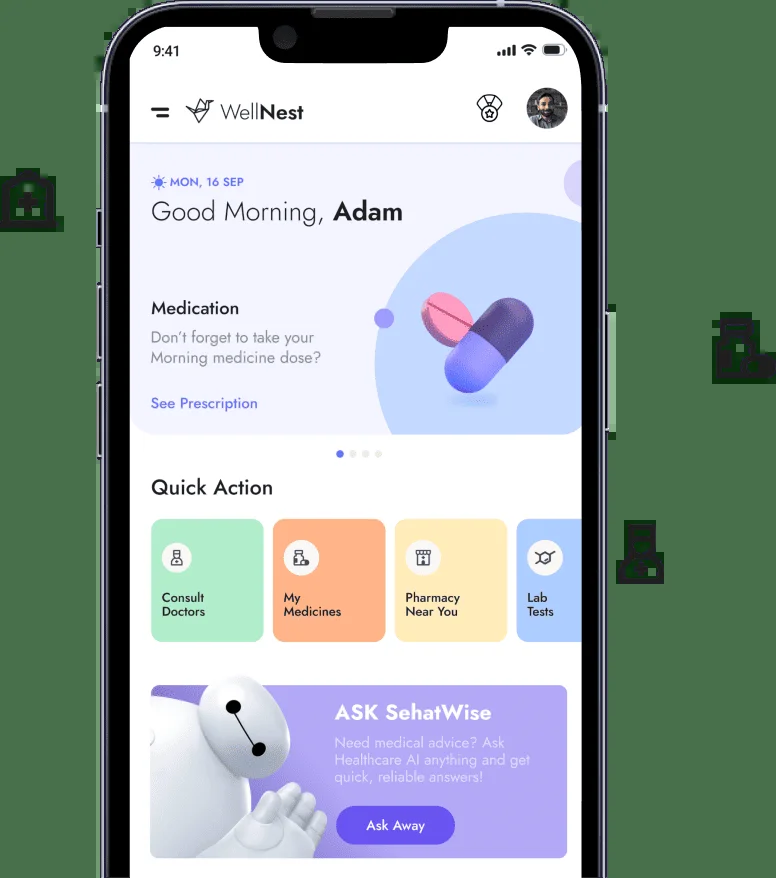 9:41
WellNest
MON, 16 SEP
Good Morning, Adam
Medication
Don't forget to take your
Morning medicine dose?
See Prescription
Quick Action
Consult
Doctors
My
Medicines
Pharmacy
Near You
Lab
Tests
ASK SehatWise
Need medical advice? Ask
Healthcare AI anything and get
quick, reliable answers!
Ask Away